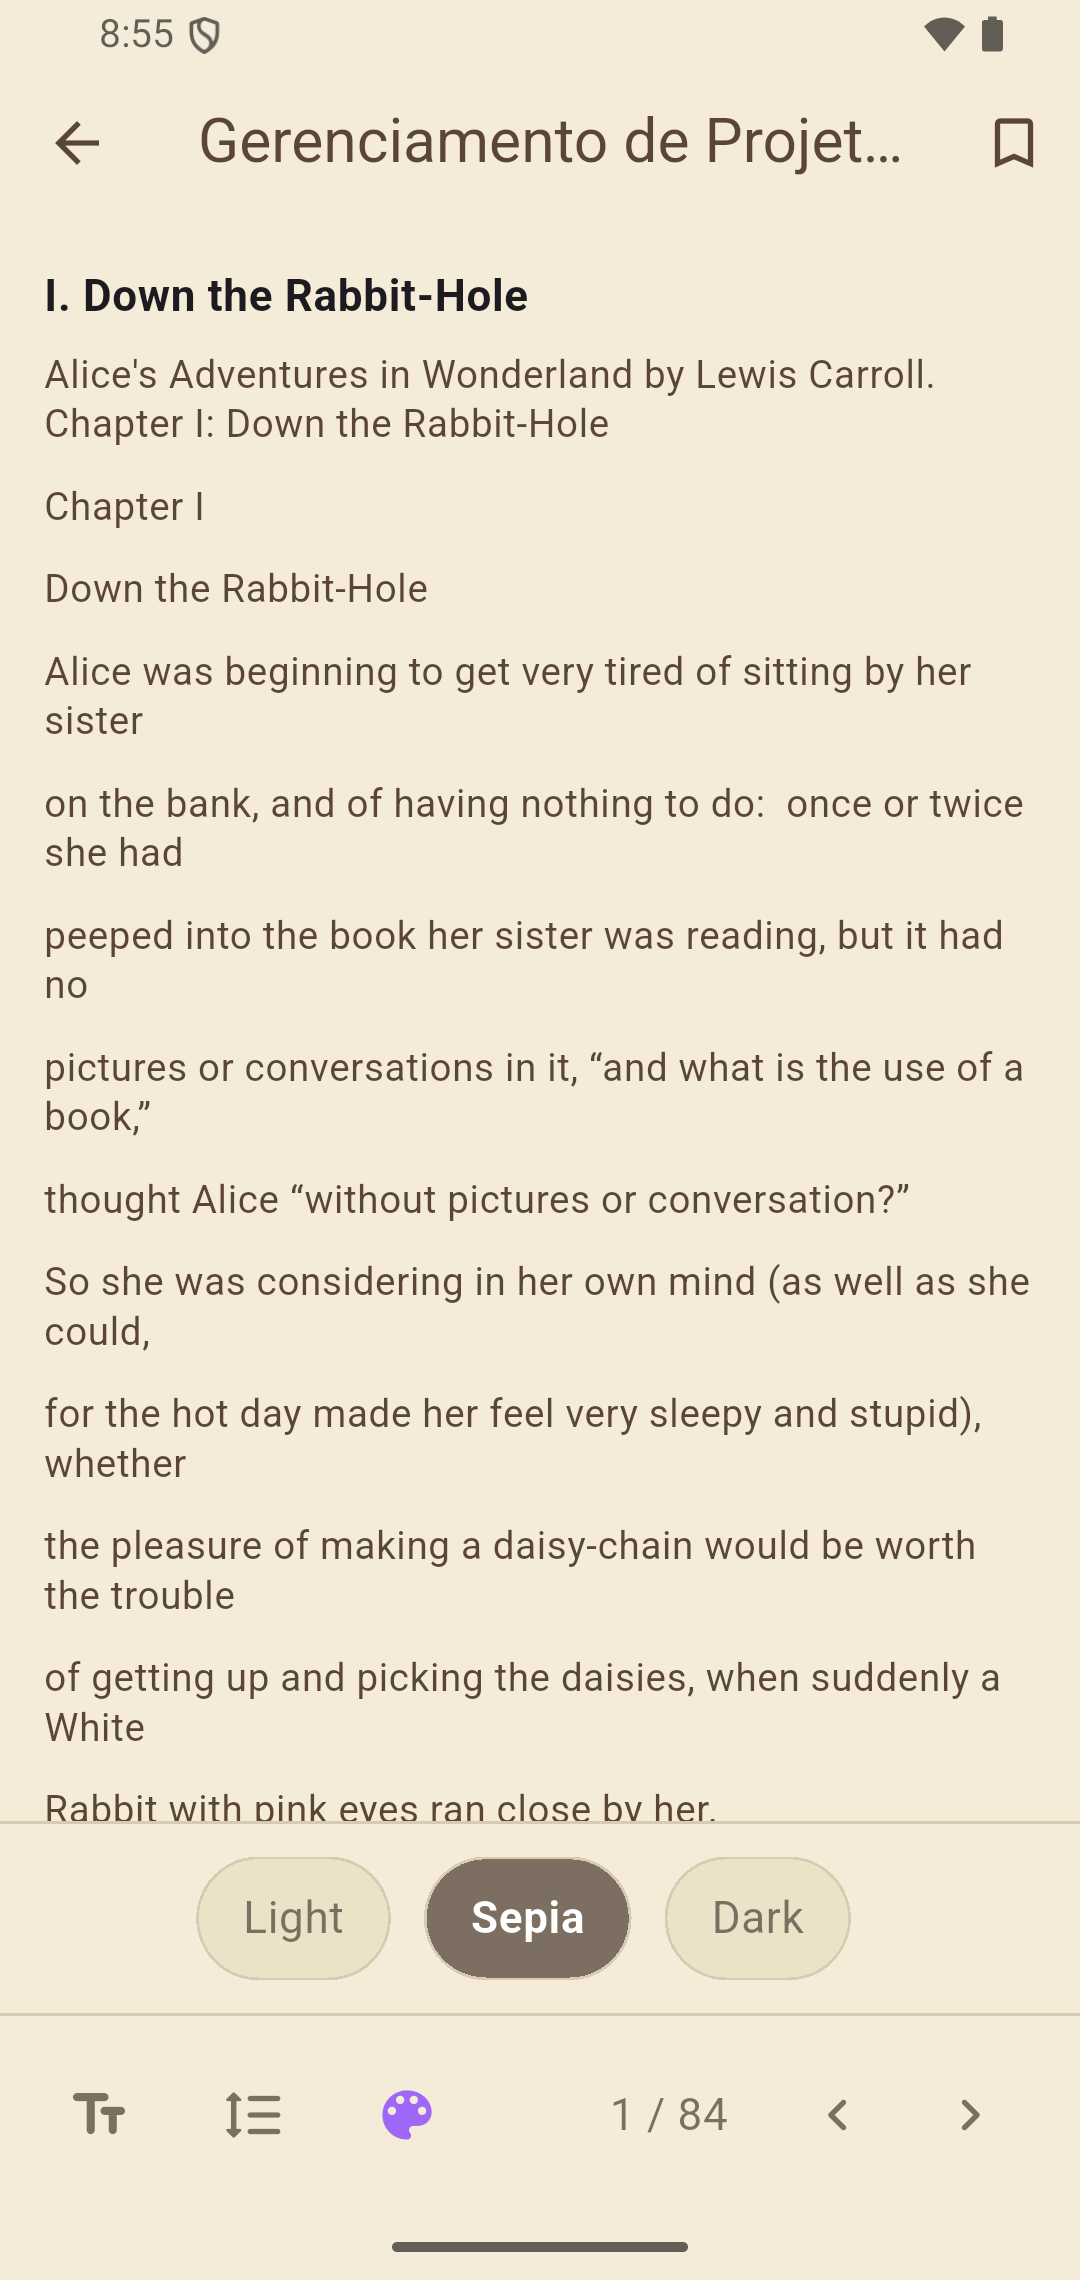 8:55
Gerenciamento de Projet...
I. Down the Rabbit-Hole
Alice's Adventures in Wonderland by Lewis Carroll.
Chapter I: Down the Rabbit-Hole
Chapter I
Down the Rabbit-Hole
Alice was beginning to get very tired of sitting by her
sister
on the bank, and of having nothing to do:  once or twice
she had
peeped into the book her sister was reading, but it had
no
pictures or conversations in it, “and what is the use of a
book,”
thought Alice “without pictures or conversation?”
So she was considering in her own mind (as well as she
could,
for the hot day made her feel very sleepy and stupid),
whether
the pleasure of making a daisy-chain would be worth
the trouble
of getting up and picking the daisies, when suddenly a
White
Rabbit with pink eyes ran close by her.
Light
Sepia
Dark
1 / 84